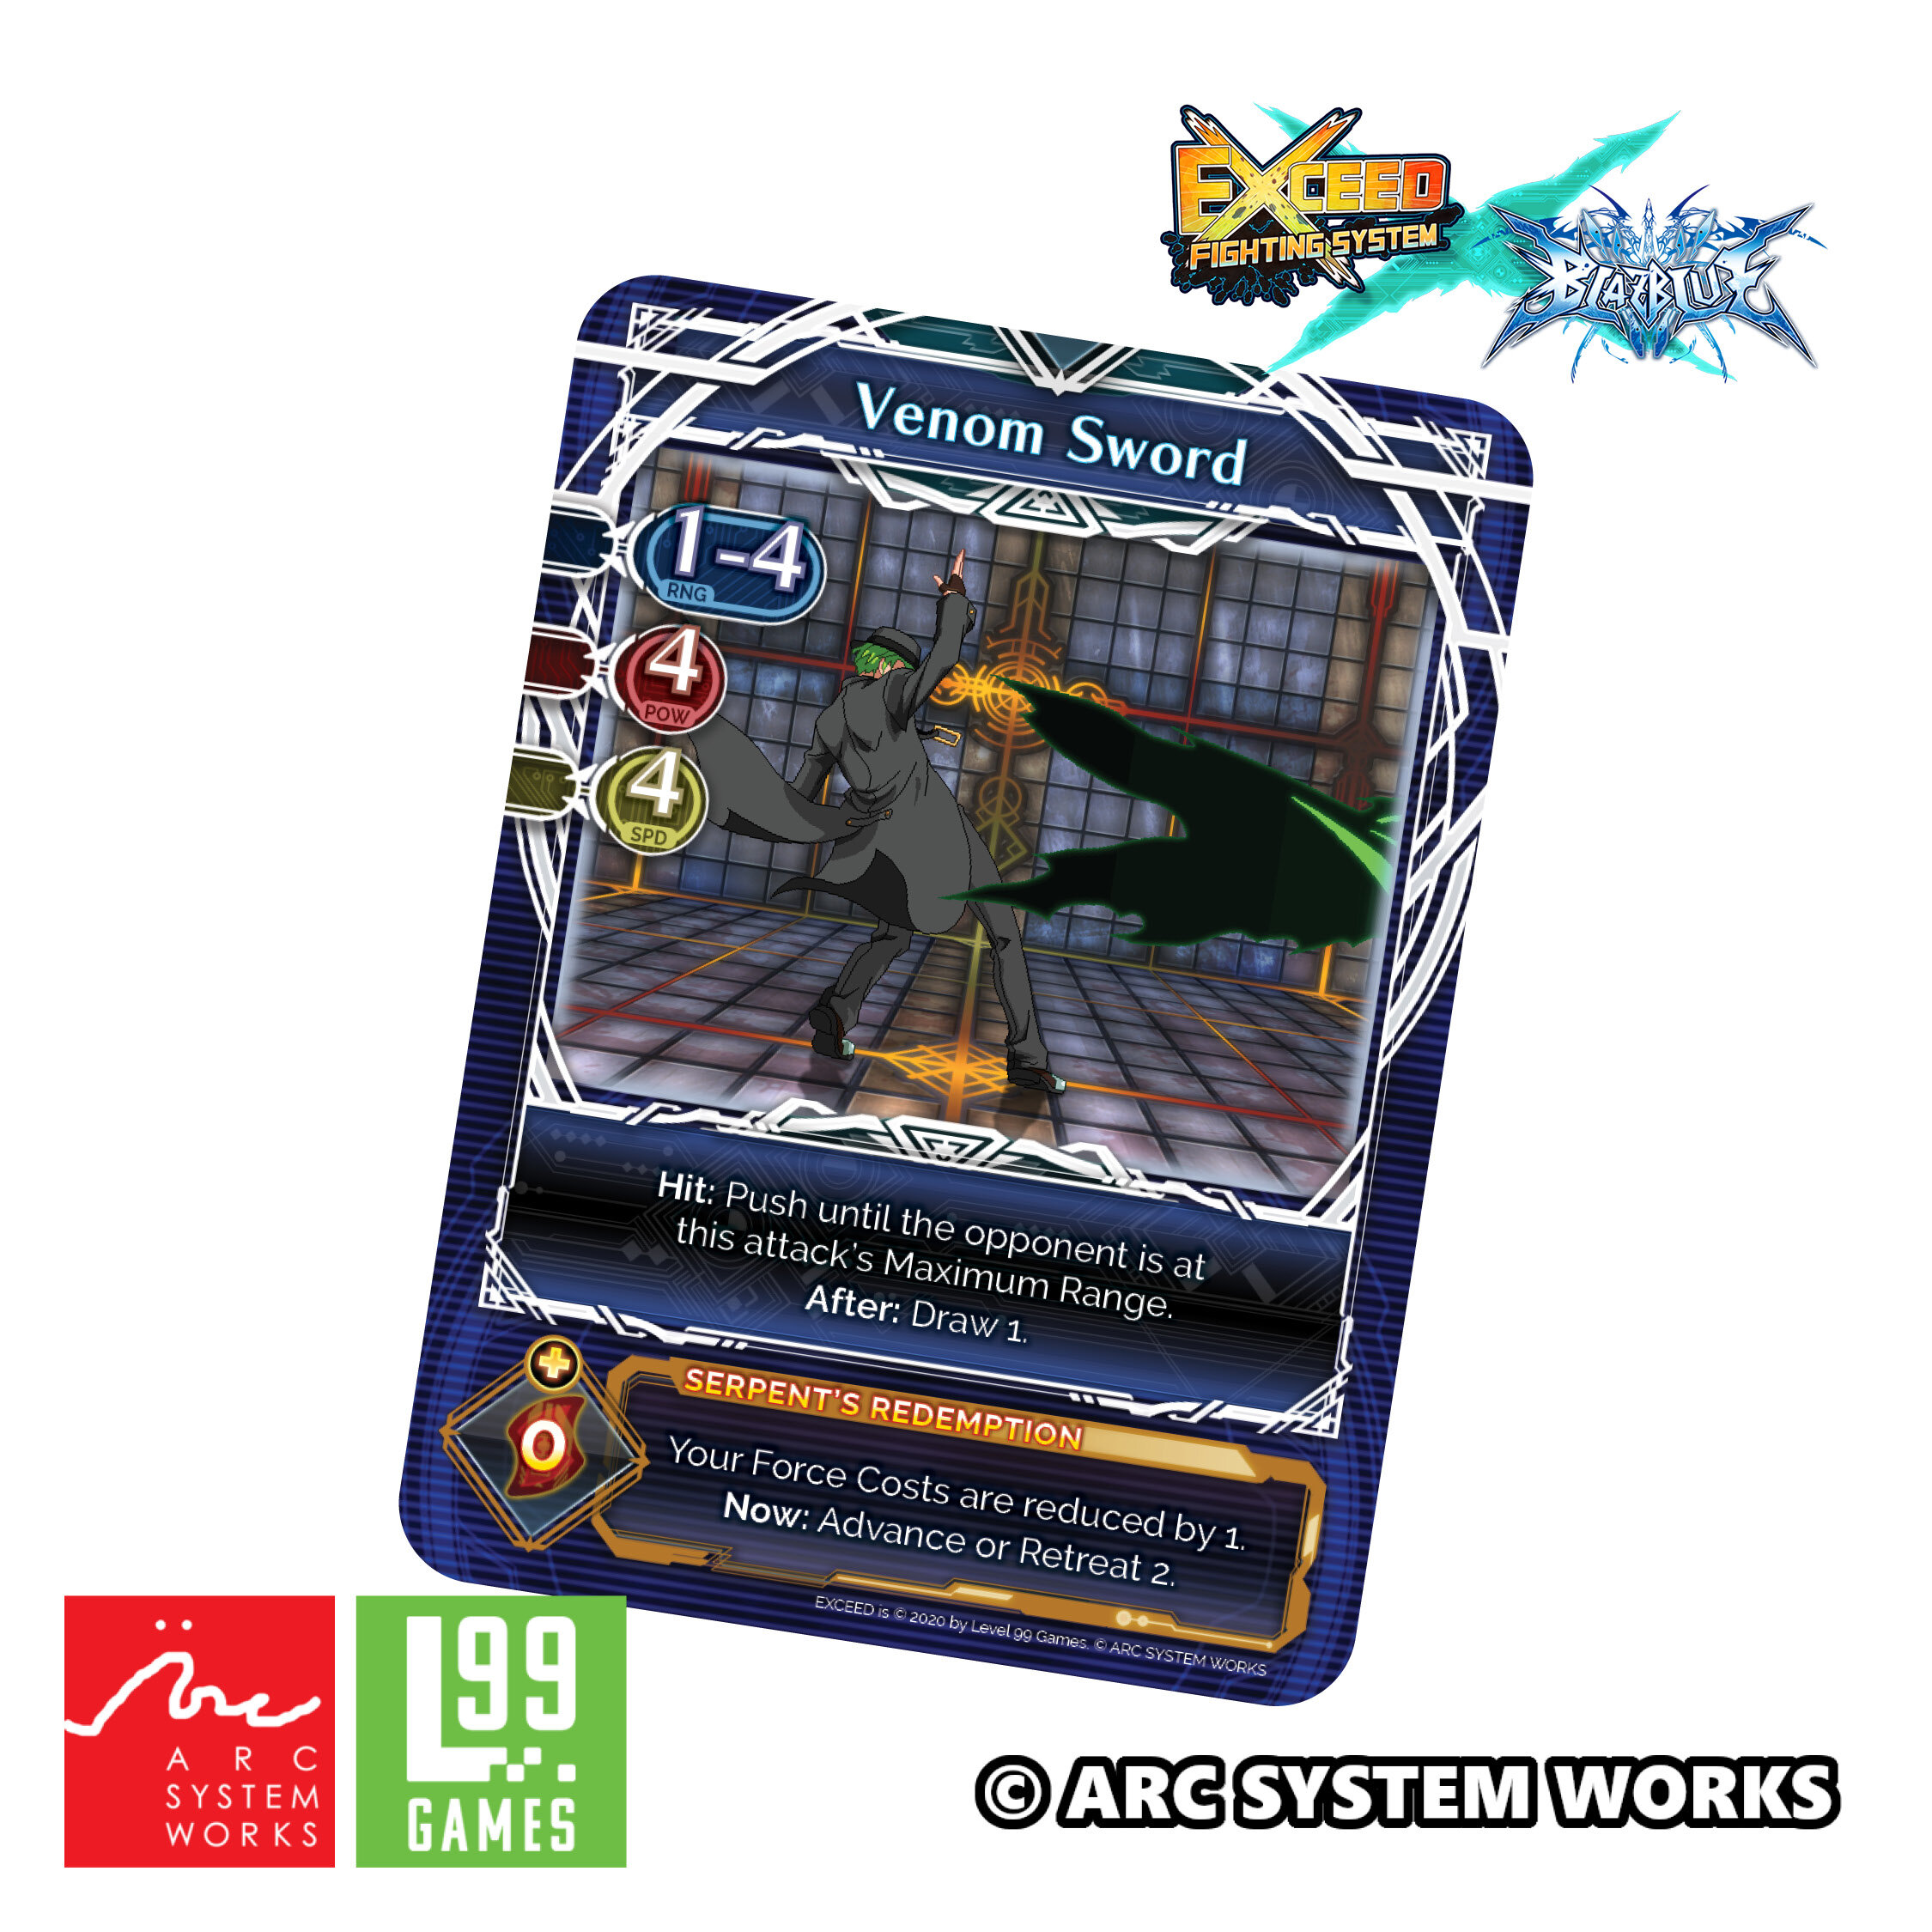 EXCEED
FIGHTING SYSTEM
BLAZBLUE
Venom Sword
1-4
RNG
4
POW
4
SPD
Hit: Push until the opponent is at
this attack's Maximum Range.
After: Draw 1.
+
0
SERPENT'S REDEMPTION
Your Force Costs are reduced by 1.
Now: Advance or Retreat 2.
EXCEED is © 2020 by Level 99 Games. © ARC SYSTEM WORKS
Arc
ARC
SYSTEM
WORKS
L99
GAMES
© ARC SYSTEM WORKS